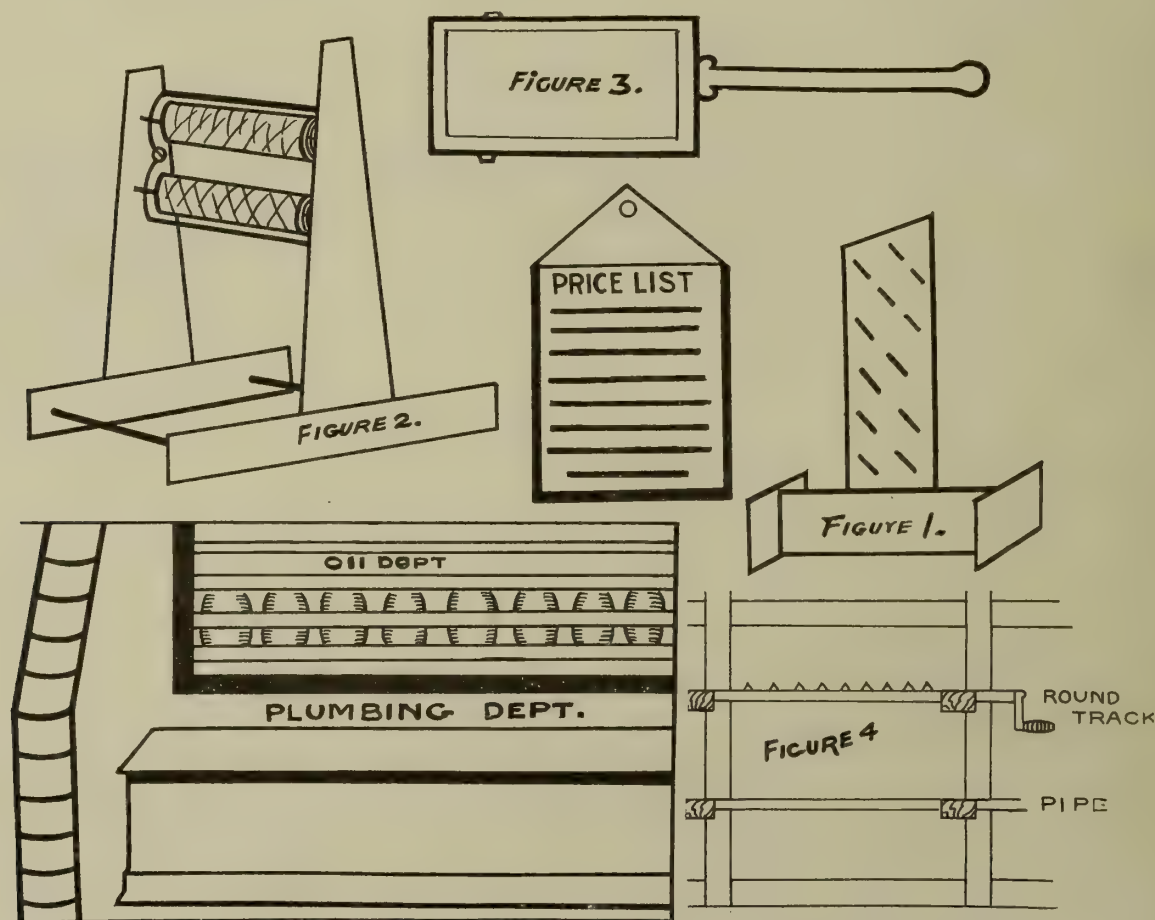 FIGURE 3.
PRICE LIST
FIGURE 2.
FIGURE 1.
OIl DEPT
PLUMBING DEPT.
ROUND
TRACK
FIGURE 4
PIPE